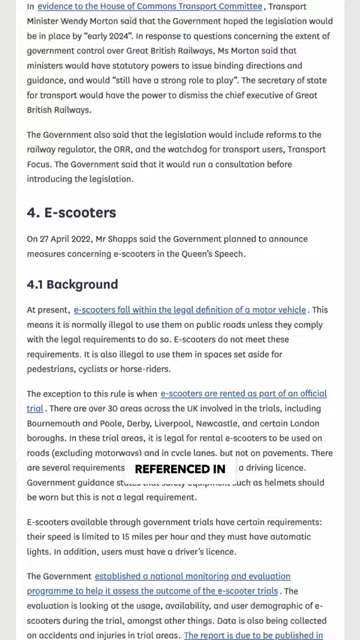 In evidence to the House of Commons Transport Committee, Transport
Minister Wendy Morton said that the Government hoped the legislation would
be in place by “early 2024”. In response to questions concerning the extent of
government control over Great British Railways, Ms Morton said that
ministers would have statutory powers to issue binding directions and
guidance, and would “still have a strong role to play”. The secretary of state
for transport would have the power to dismiss the chief executive of Great
British Railways.
The Government also said that the legislation would include reforms to the
railway regulator, the ORR, and the watchdog for transport users, Transport
Focus. The Government said that it would run a consultation before
introducing the legislation.
4. E-scooters
On 27 April 2022, Mr Shapps said the Government planned to announce
measures concerning e-scooters in the Queen’s Speech.
4.1 Background
At present, e-scooters fall within the legal definition of a motor vehicle. This
means it is normally illegal to use them on public roads unless they comply
with the legal requirements to do so. E-scooters do not meet these
requirements. It is also illegal to use them in spaces set aside for
pedestrians, cyclists or horse-riders.
The exception to this rule is when e-scooters are rented as part of an official
trial. There are over 30 areas across the UK involved in the trials, including
Bournemouth and Poole, Derby, Liverpool, Newcastle, and certain London
boroughs. In these trial areas, it is legal for rental e-scooters to be used on
roads (excluding motorways) and in cycle lanes, but not on pavements. There
are several requirements REFERENCED IN a driving licence.
Government guidance states that safety equipment such as helmets should
be worn but this is not a legal requirement.
E-scooters available through government trials have certain requirements:
their speed is limited to 15 miles per hour and they must have automatic
lights. In addition, users must have a driver’s licence.
The Government established a national monitoring and evaluation
programme to help it assess the outcome of the e-scooter trials. The
evaluation is looking at the usage, availability, and user demographic of e-
scooters during the trial, amongst other things. Data is also being collected
on accidents and injuries in trial areas. The report is due to be published in